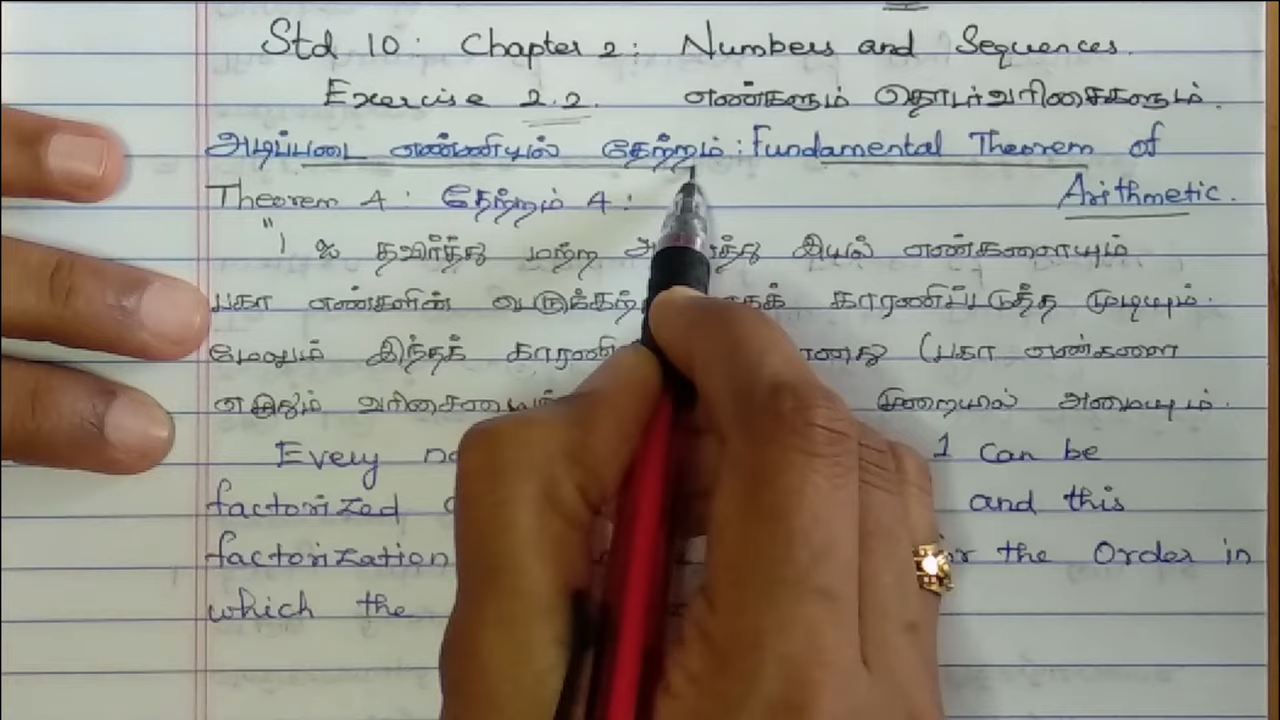 Std 10: Chapter 2: Numbers and Sequences.
Exercise 2.2. எண்களும் தொடர்வரிசைகளும்.
அடிப்படை எண்ணியல் தேற்றம்: Fundamental Theorem of
Theorem 4: தேற்றம் 4: Arithmetic.
"1 ஐ தவிர்த்து மற்ற இயல் எண்களையும்
பகா எண்களின் காரணிப்படுத்த முடியும்.
மேலும் இந்தக் (பகா எண்களை
எந்த வரிசையிலும் முறையில் அமையும்.
Every 1 can be
factorized and this
factorization the order in
which the